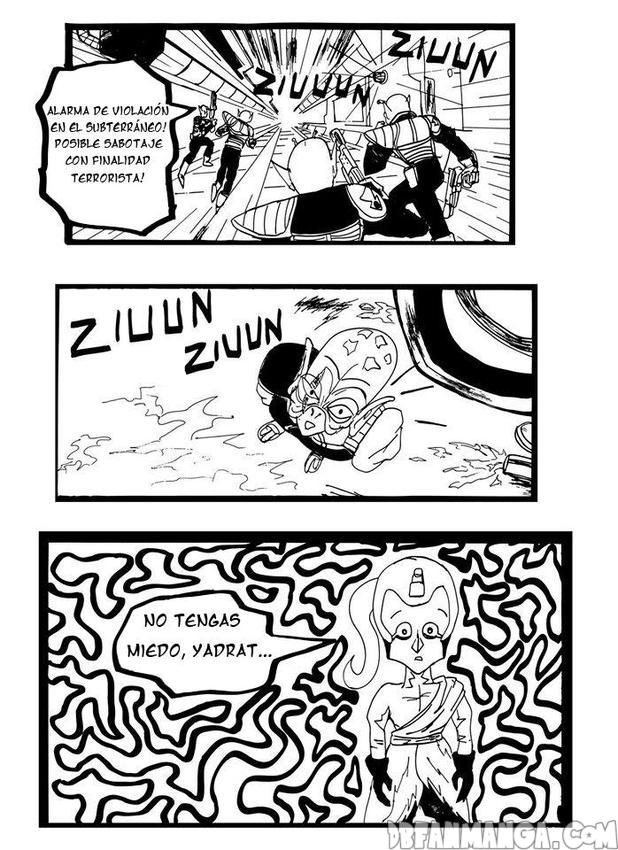 ZIUUN
ZIUUUN
ALARMA DE VIOLACIÓN
EN EL SUBTERRÁNEO!
POSIBLE SABOTAJE
CON FINALIDAD
TERRORISTA!
ZIUUN
ZIUUN
NO TENGAS
MIEDO, YADRAT...
DBFANMANGA.COM